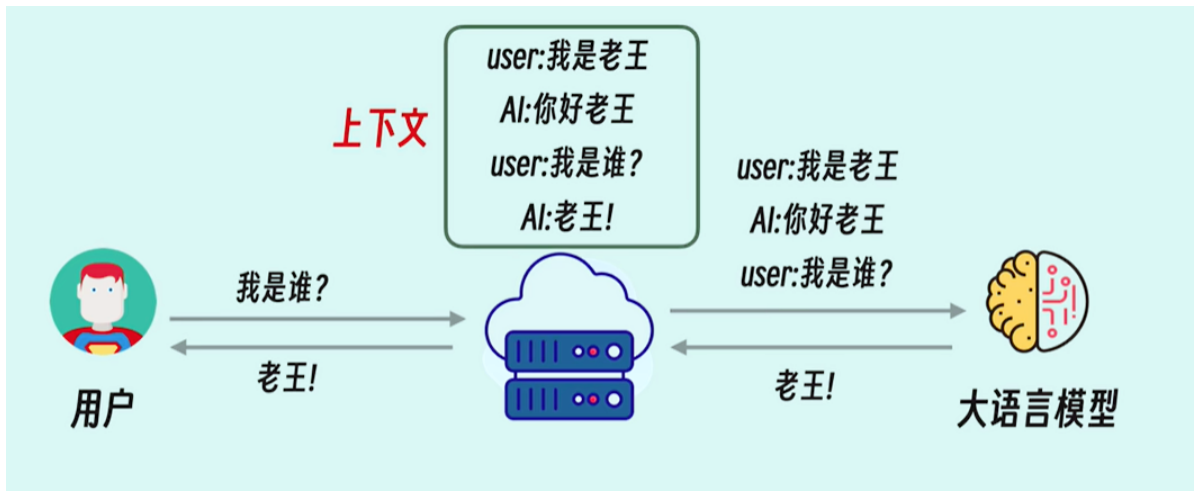 user:我是老王
AI:你好老王
user:我是谁?
AI:老王!
上下文
user:我是老王
AI:你好老王
user:我是谁?
我是谁?
老王!
老王!
用户
大语言模型